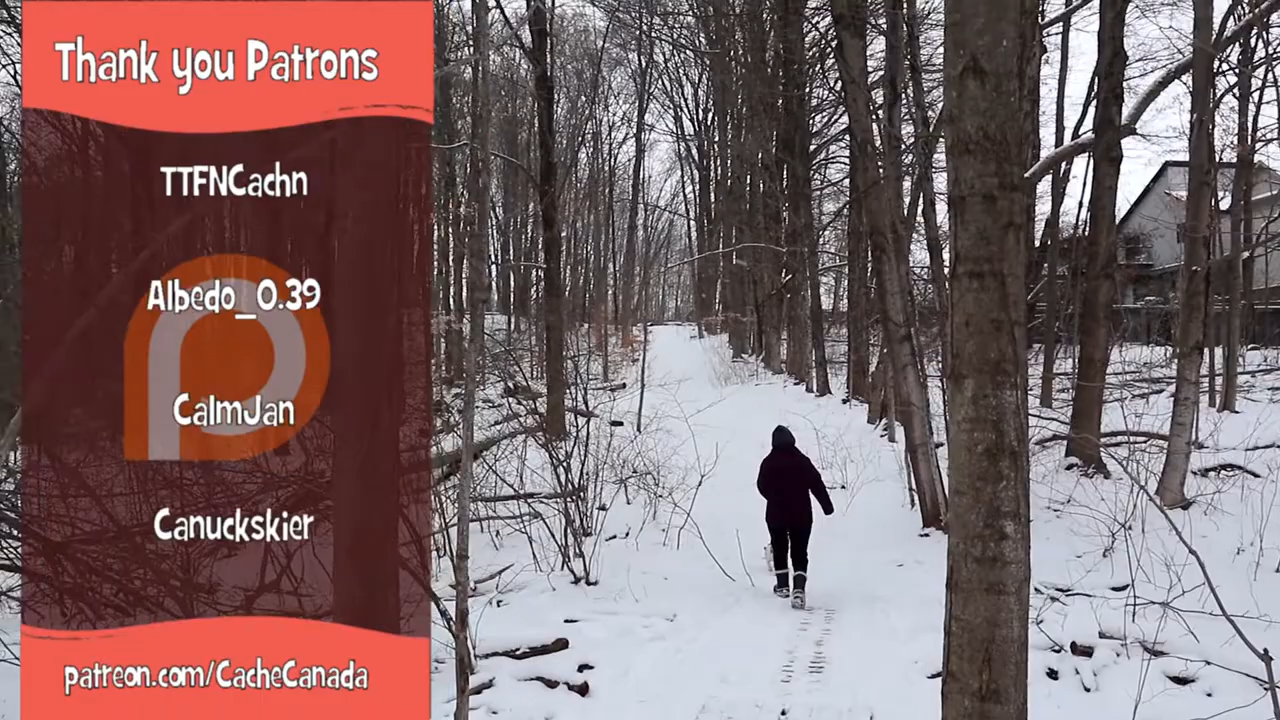 Thank you Patrons
TTFNCachn
Albedo_0.39
CalmJan
Canuckskier
patreon.com/CacheCanada